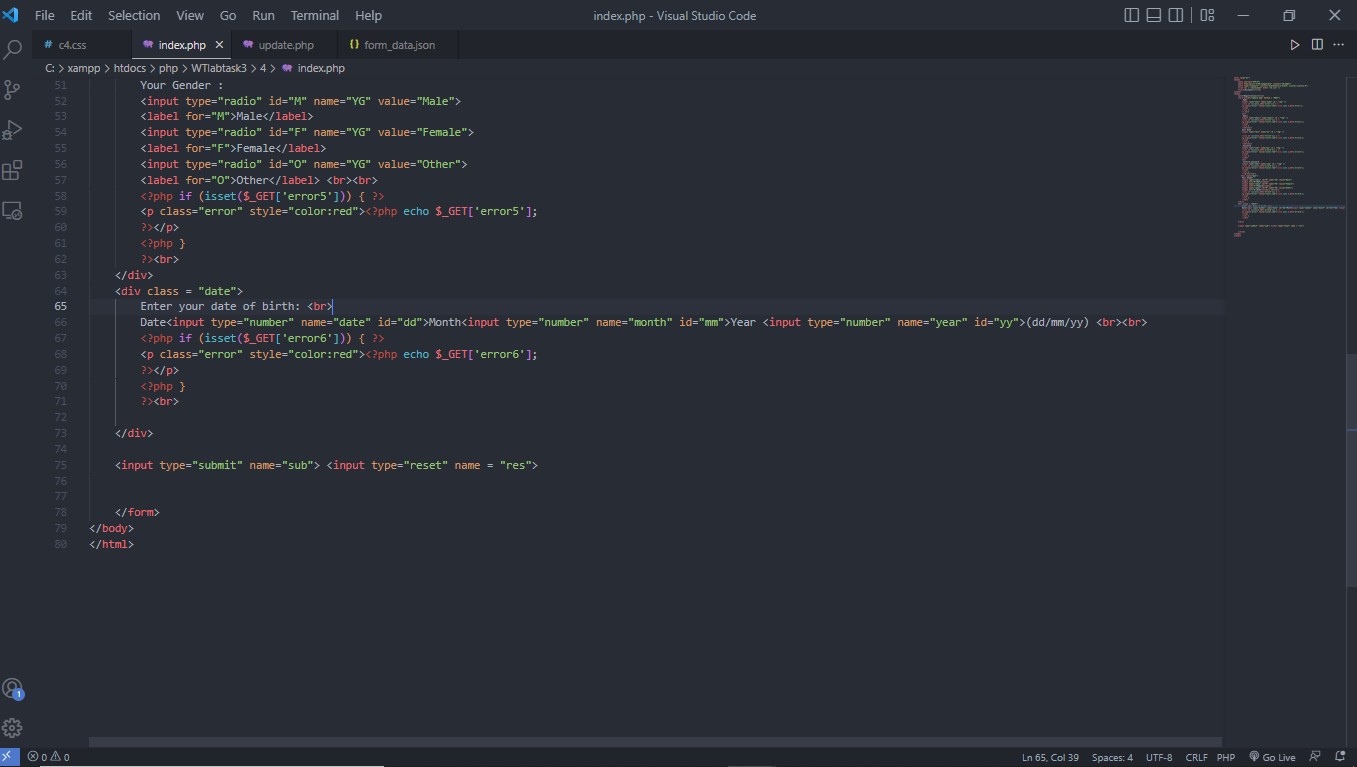 File Edit Selection View Go Run Terminal Help index.php - Visual Studio Code
# c4.css index.php × update.php {} form_data.json
C: > xampp > htdocs > php > WTlabtask3 > 4 > index.php
51 Your Gender :
52 <input type="radio" id="M" name="YG" value="Male">
53 <label for="M">Male</label>
54 <input type="radio" id="F" name="YG" value="Female">
55 <label for="F">Female</label>
56 <input type="radio" id="O" name="YG" value="Other">
57 <label for="O">Other</label> <br><br>
58 <?php if (isset($_GET['error5'])) { ?>
59 <p class="error" style="color:red"><?php echo $_GET['error5'];
60 ?></p>
61 <?php }
62 ?><br>
63 </div>
64 <div class = "date">
65 Enter your date of birth: <br>
66 Date<input type="number" name="date" id="dd">Month<input type="number" name="month" id="mm">Year <input type="number" name="year" id="yy">(dd/mm/yy) <br><br>
67 <?php if (isset($_GET['error6'])) { ?>
68 <p class="error" style="color:red"><?php echo $_GET['error6'];
69 ?></p>
70 <?php }
71 ?><br>
72
73 </div>
74
75 <input type="submit" name="sub"> <input type="reset" name = "res">
76
77
78 </form>
79 </body>
80 </html>
1
0 0 Ln 65, Col 39 Spaces: 4 UTF-8 CRLF PHP Go Live